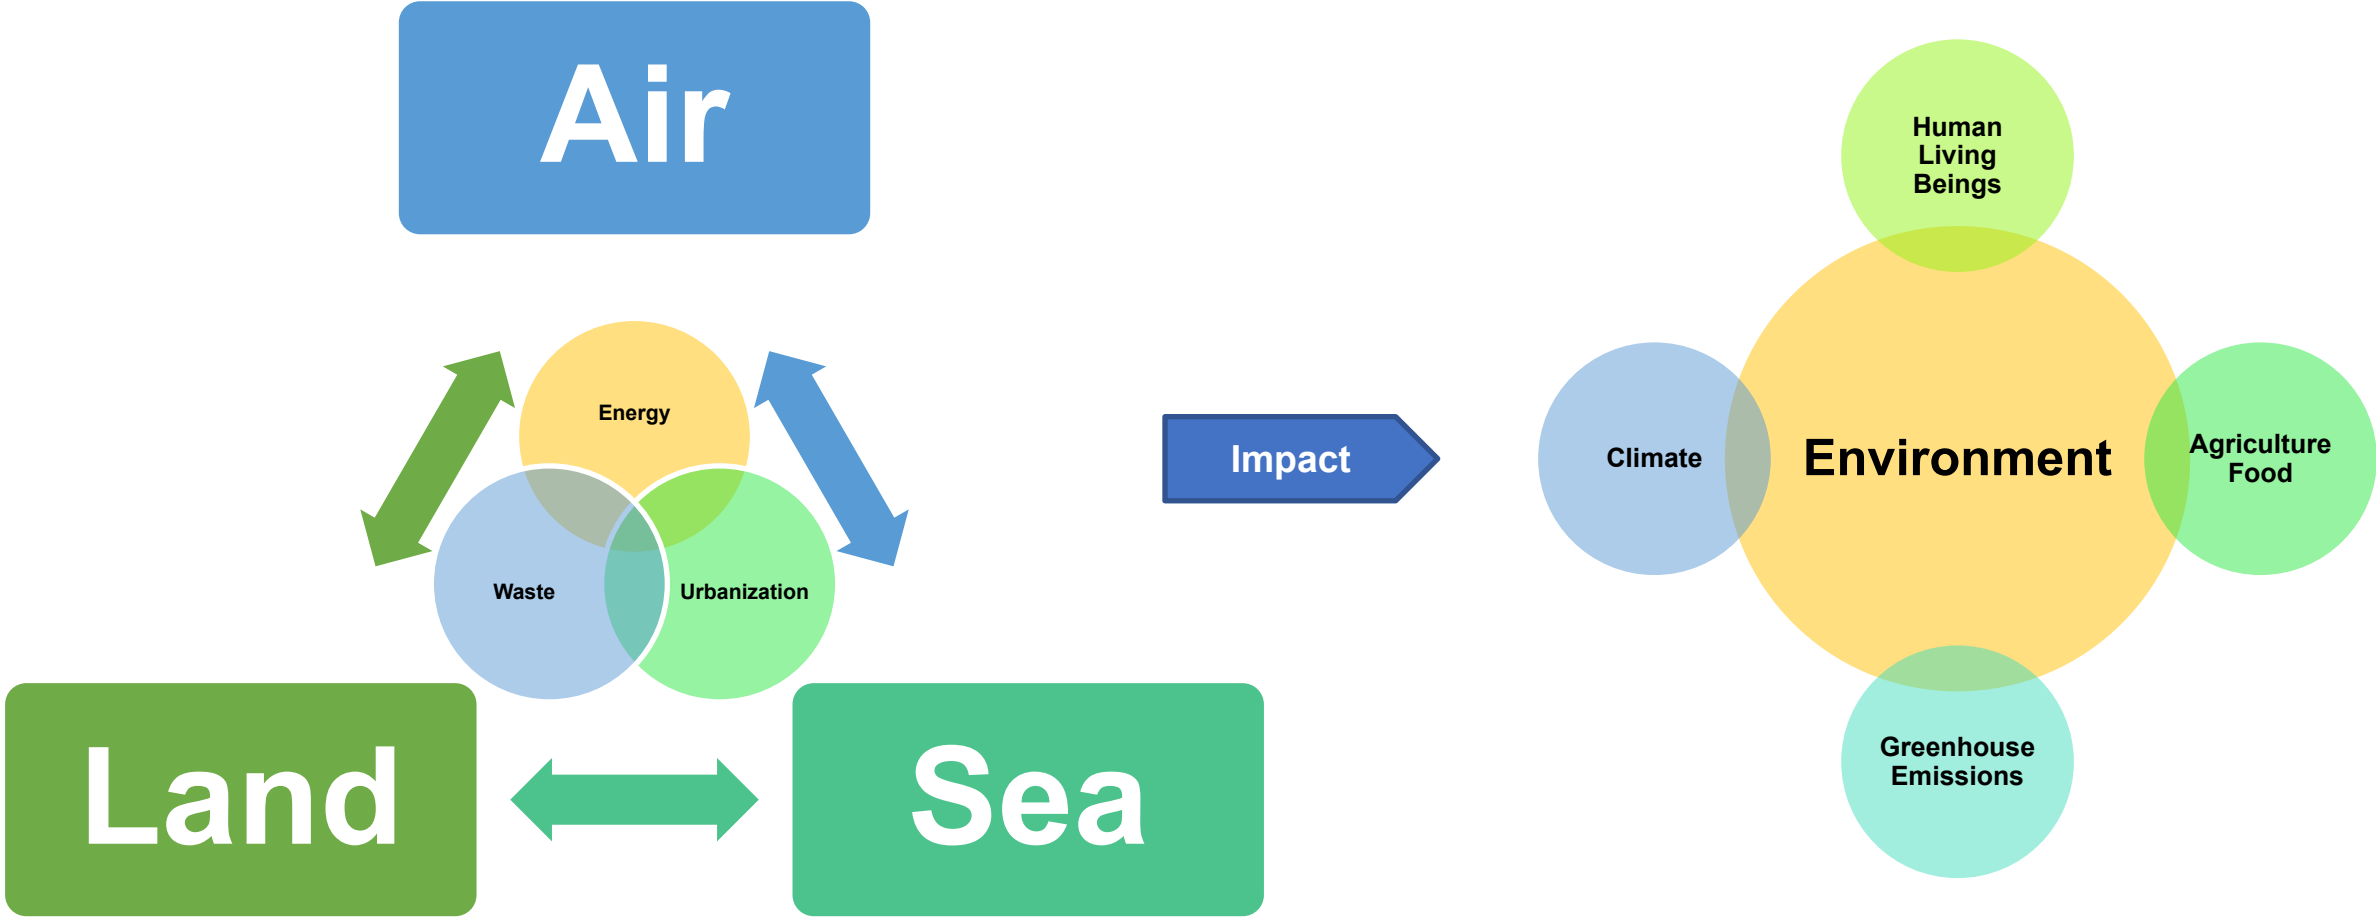 Air
Energy
Waste
Urbanization
Land
Sea
Impact
Human
Living
Beings
Climate
Environment
Agriculture
Food
Greenhouse
Emissions